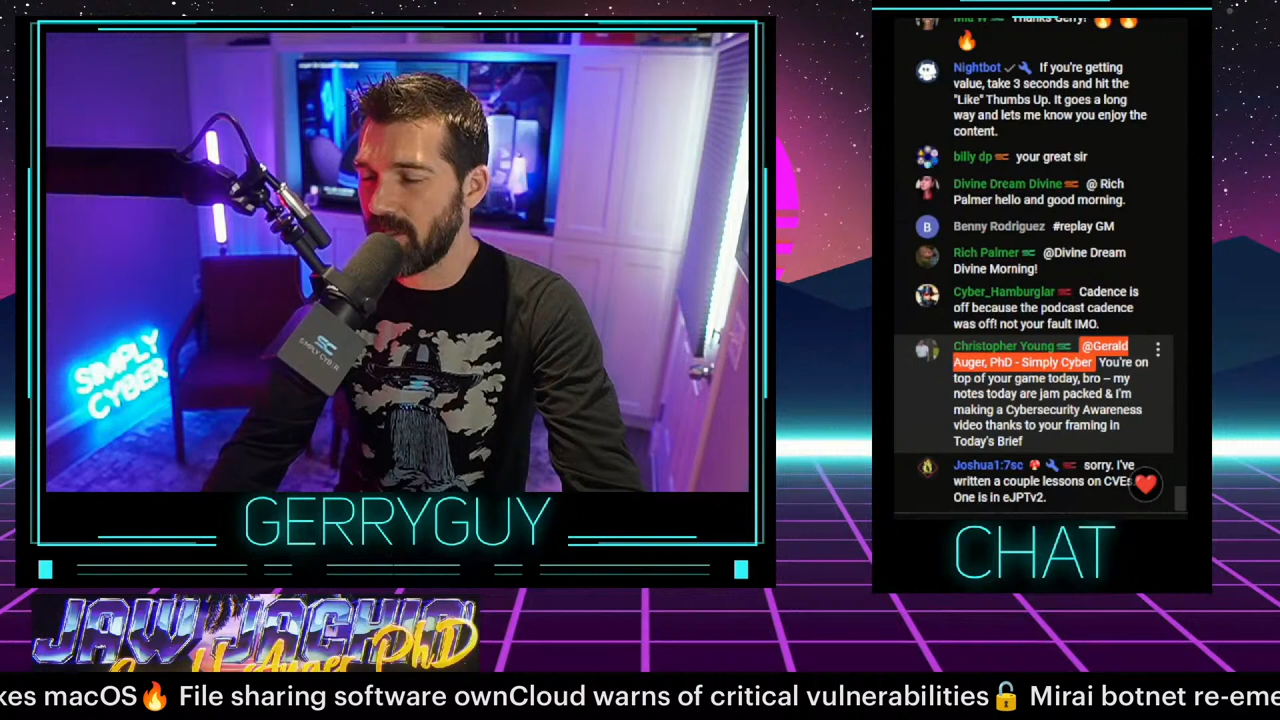 Thanks Gerry! 🔥 🔥
🔥
Nightbot If you're getting
value, take 3 seconds and hit the
"Like" Thumbs Up. It goes a long
way and lets me know you enjoy the
content.
billy dp your great sir
Divine Dream Divine @ Rich
Palmer hello and good morning.
B Benny Rodriguez #replay GM
Rich Palmer @Divine Dream
Divine Morning!
Cyber_Hamburglar Cadence is
off because the podcast cadence
was off! not your fault IMO.
Christopher Young @Gerald
Auger, PhD - Simply Cyber You're on
top of your game today, bro – my
notes today are jam packed & I'm
making a Cybersecurity Awareness
video thanks to your framing in
Today's Brief
Joshua1:7sc sorry. I've
written a couple lessons on CVEs
One is in eJPTv2.
CHAT
SIMPLY
CYBER
SC
SIMPLY CYBER
GERRYGUY
PhD
kes macOS🔥 File sharing software ownCloud warns of critical vulnerabilities🔓 Mirai botnet re-eme